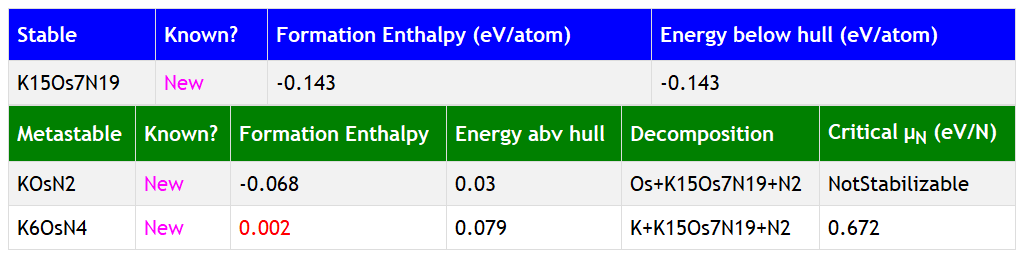 Stable Known? Formation Enthalpy (eV/atom) Energy below hull (eV/atom)
K15Os7N19 New -0.143 -0.143
Metastable Known? Formation Enthalpy Energy abv hull Decomposition Critical μN (eV/N)
KOsN2 New -0.068 0.03 Os+K15Os7N19+N2 NotStabilizable
K6OsN4 New 0.002 0.079 K+K15Os7N19+N2 0.672